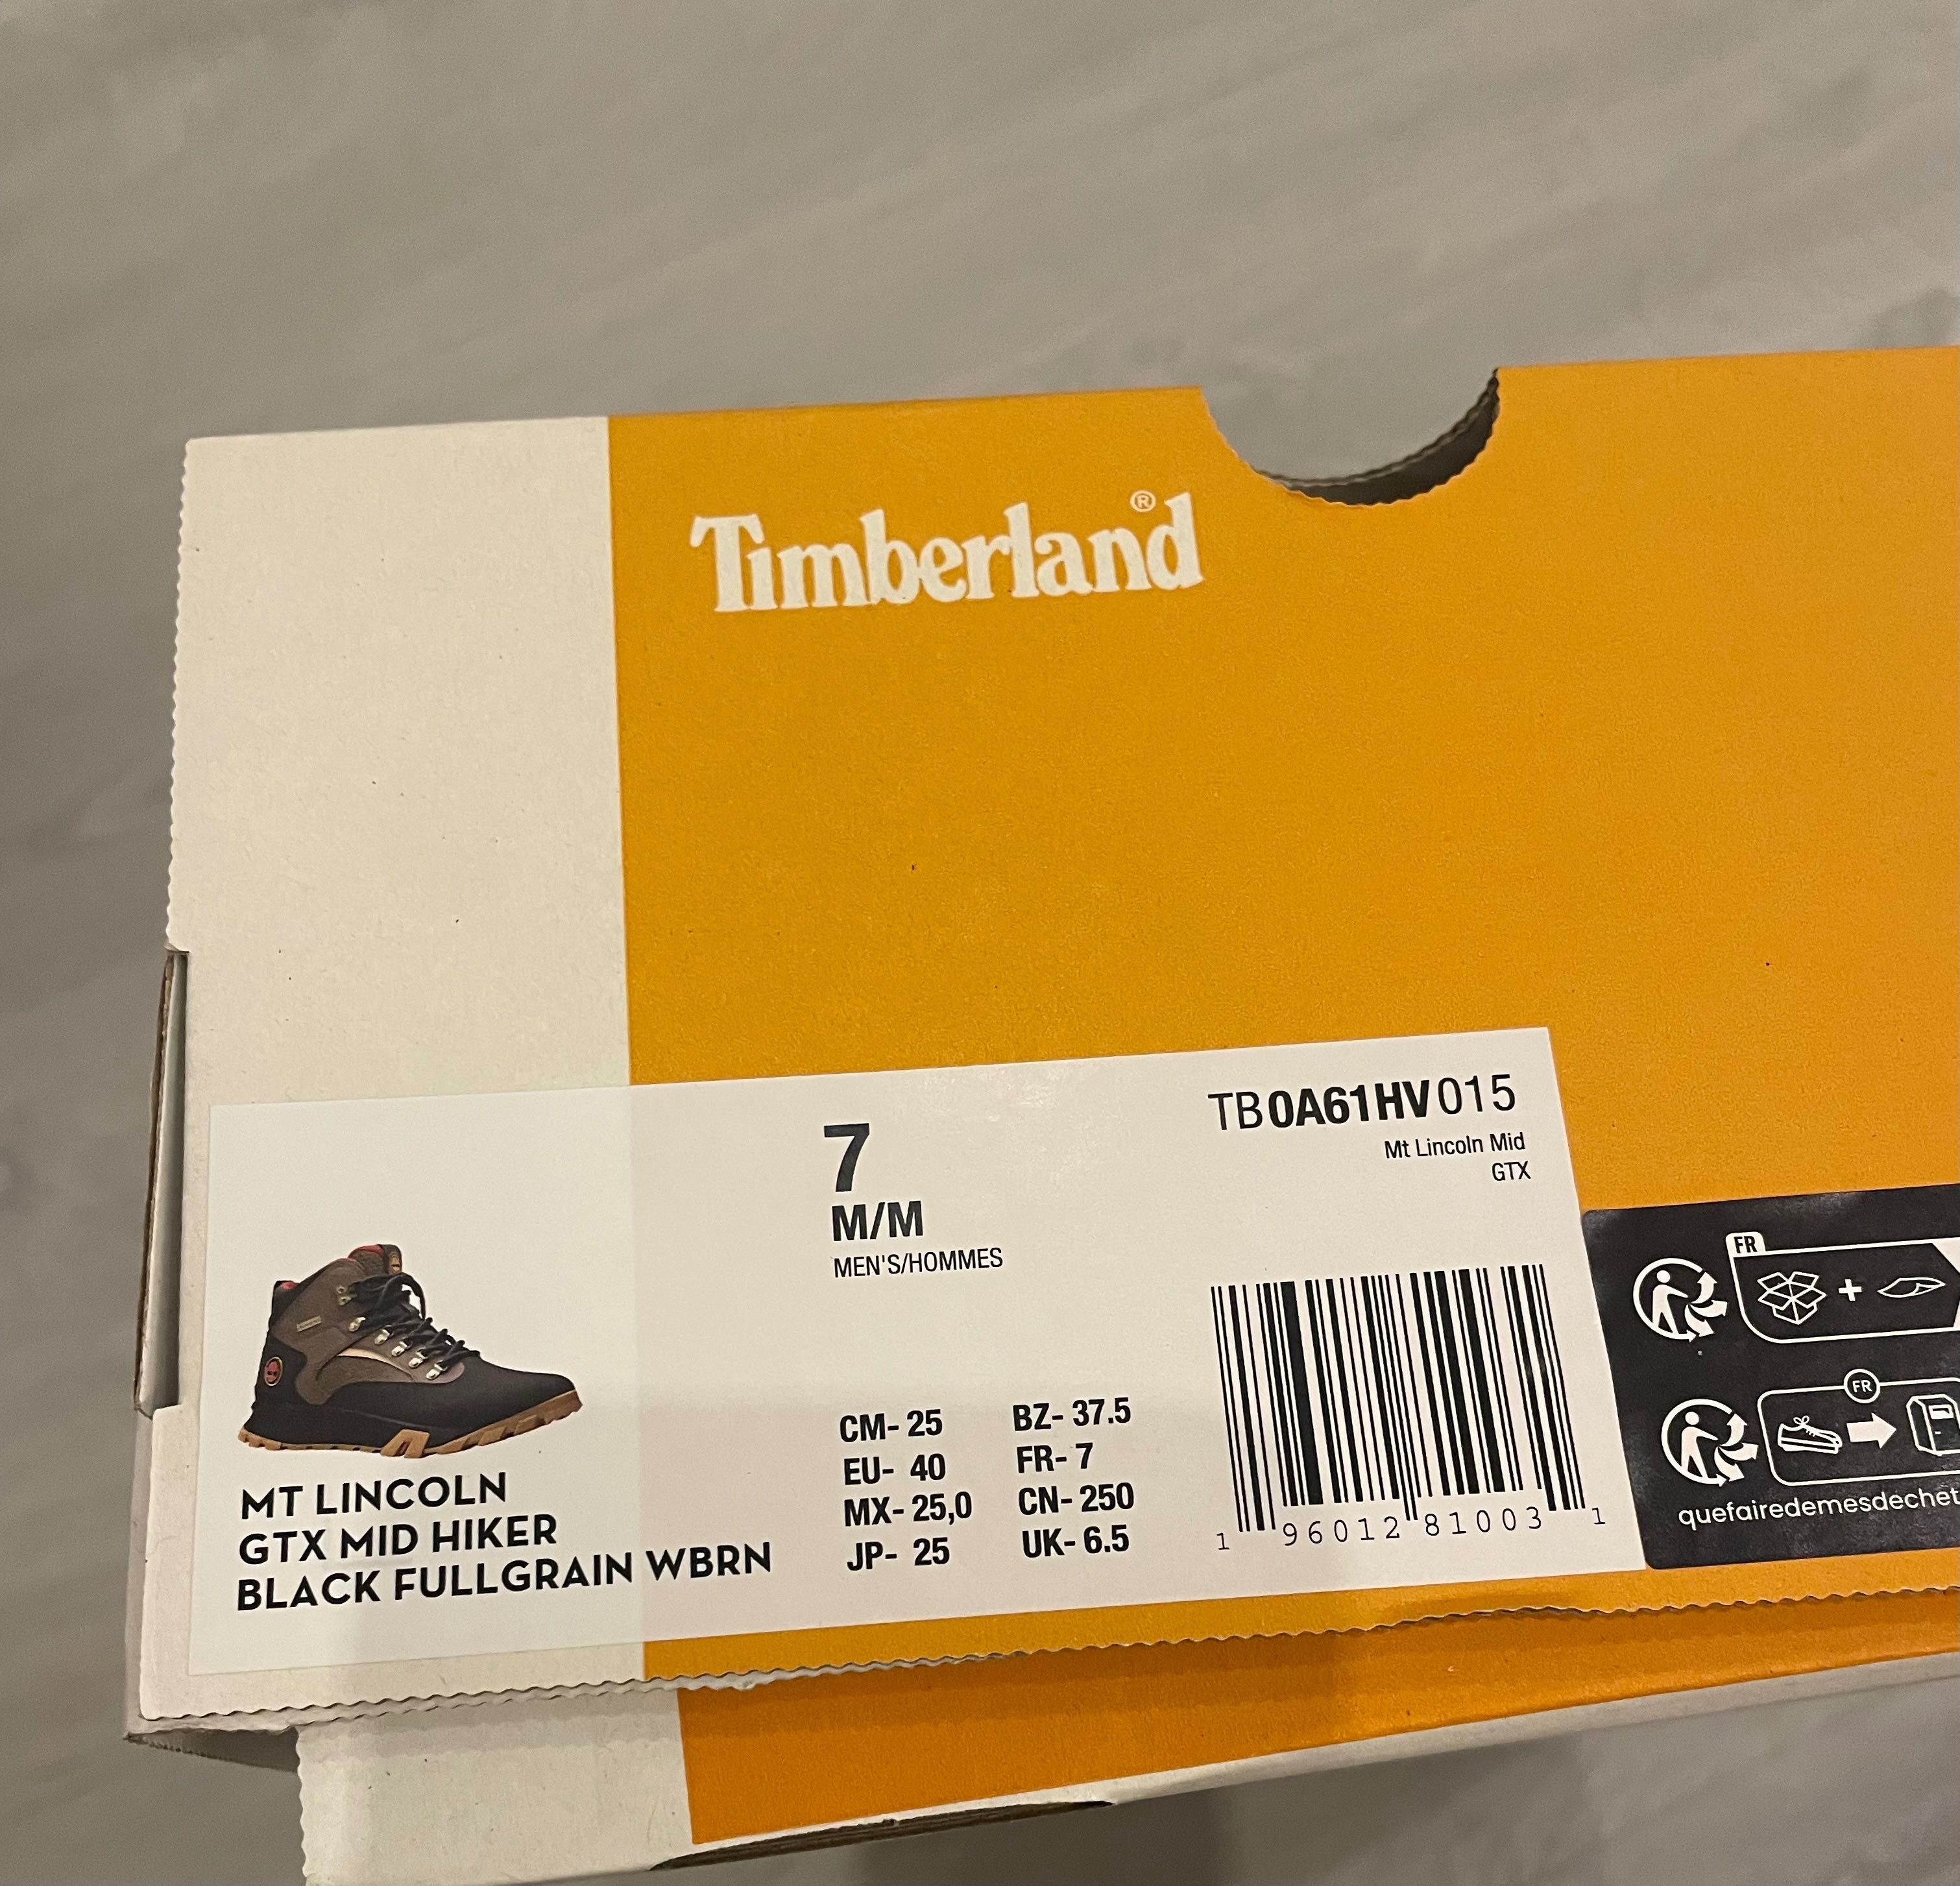 Timberland®
TB0A61HV015
Mt Lincoln Mid
GTX
7
M/M
MEN'S/HOMMES
CM- 25
EU- 40
MX- 25,0
JP- 25
BZ- 37.5
FR- 7
CN- 250
UK- 6.5
1 96012 81003 1
MT LINCOLN
GTX MID HIKER
BLACK FULLGRAIN WBRN
FR
+
FR
quefairedemesdechet